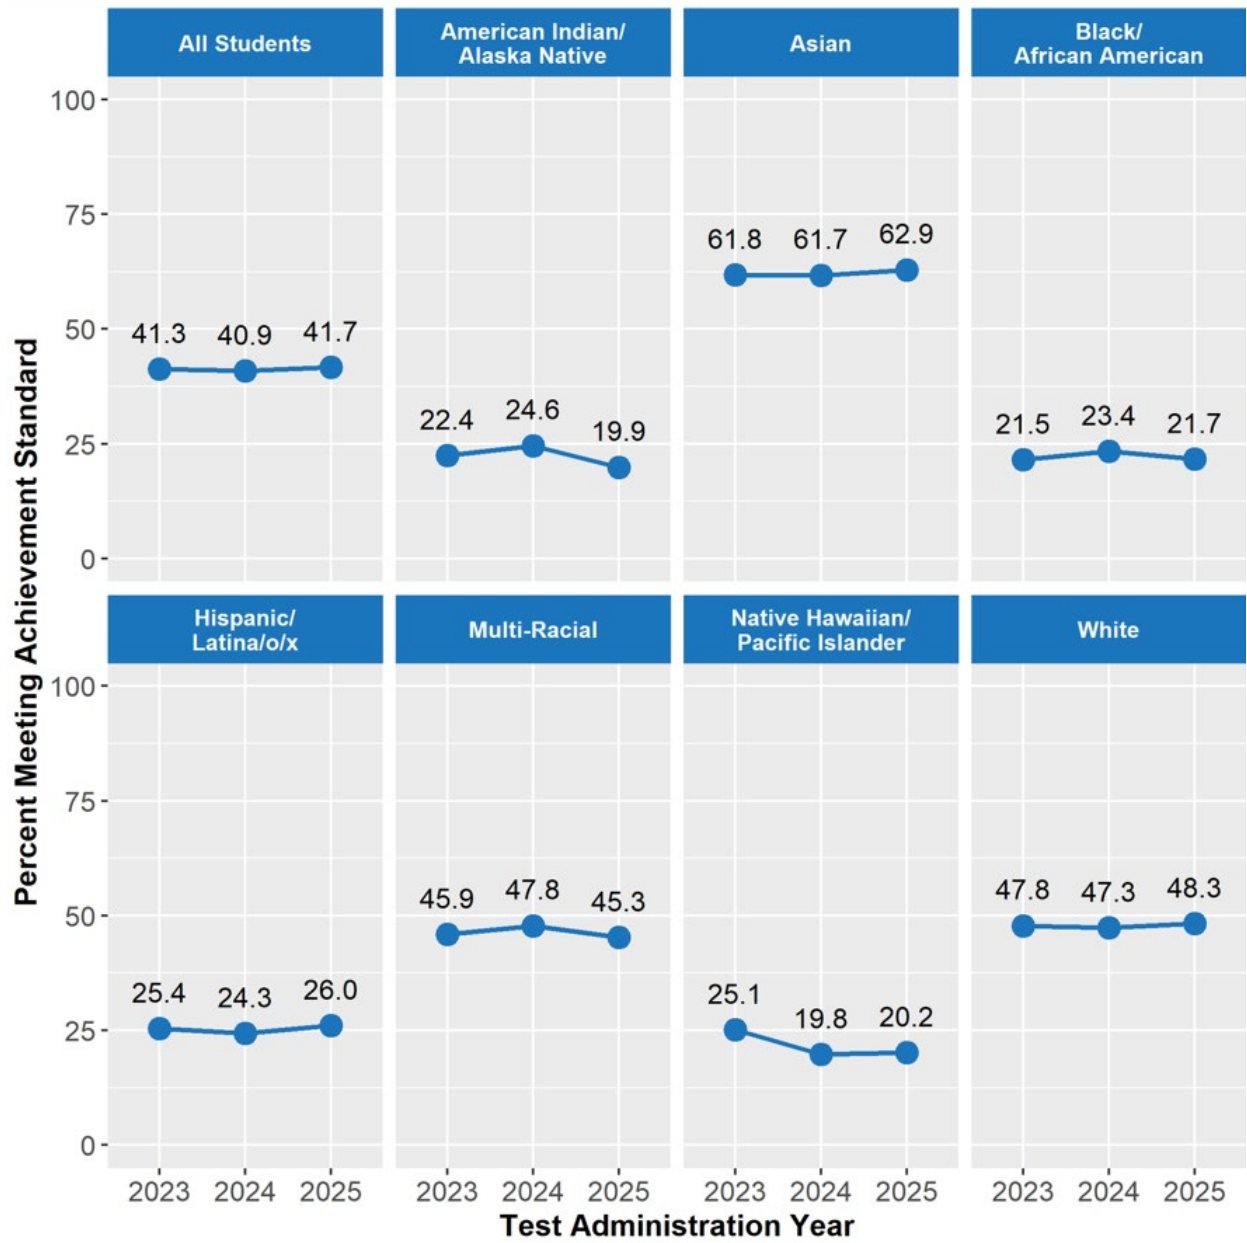 All Students
American Indian/
Alaska Native
Asian
Black/
African American
100
75
50
25
0
41.3 40.9 41.7
22.4 24.6 19.9
61.8 61.7 62.9
21.5 23.4 21.7
Percent Meeting Achievement Standard
Hispanic/
Latina/o/x
Multi-Racial
Native Hawaiian/
Pacific Islander
White
100
75
50
25
0
25.4 24.3 26.0
45.9 47.8 45.3
25.1 19.8 20.2
47.8 47.3 48.3
2023 2024 2025 2023 2024 2025 2023 2024 2025 2023 2024 2025
Test Administration Year